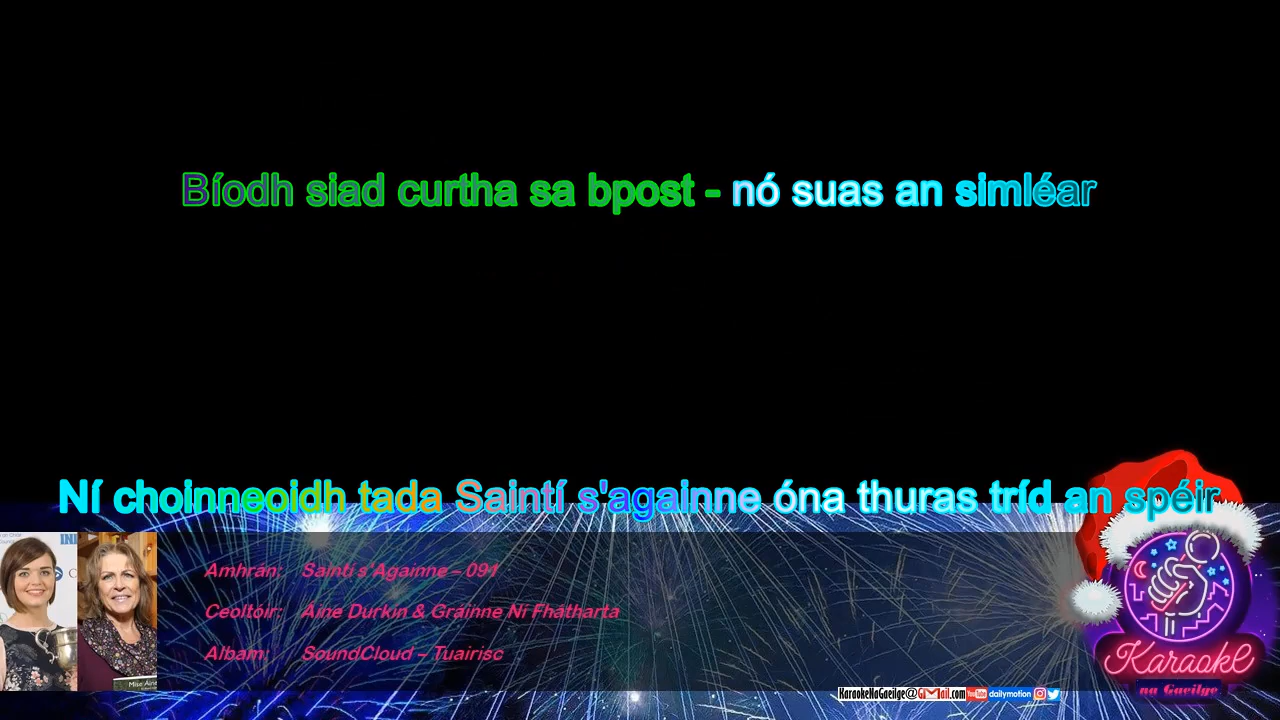 Bíodh siad curtha sa bpost - nó suas an simléar
Ní choinneoidh tada Saintí s'againne óna thuras tríd an spéir
Amhrán: Saintí s'Againne – 091
Ceoltóir: Áine Durkin & Gráinne Ní Fhátharta
Albam: SoundCloud – Tuairisc
Karaoke
na Gaeilge
KaraokeNaGaeilge@GMail.com YouTube dailymotion